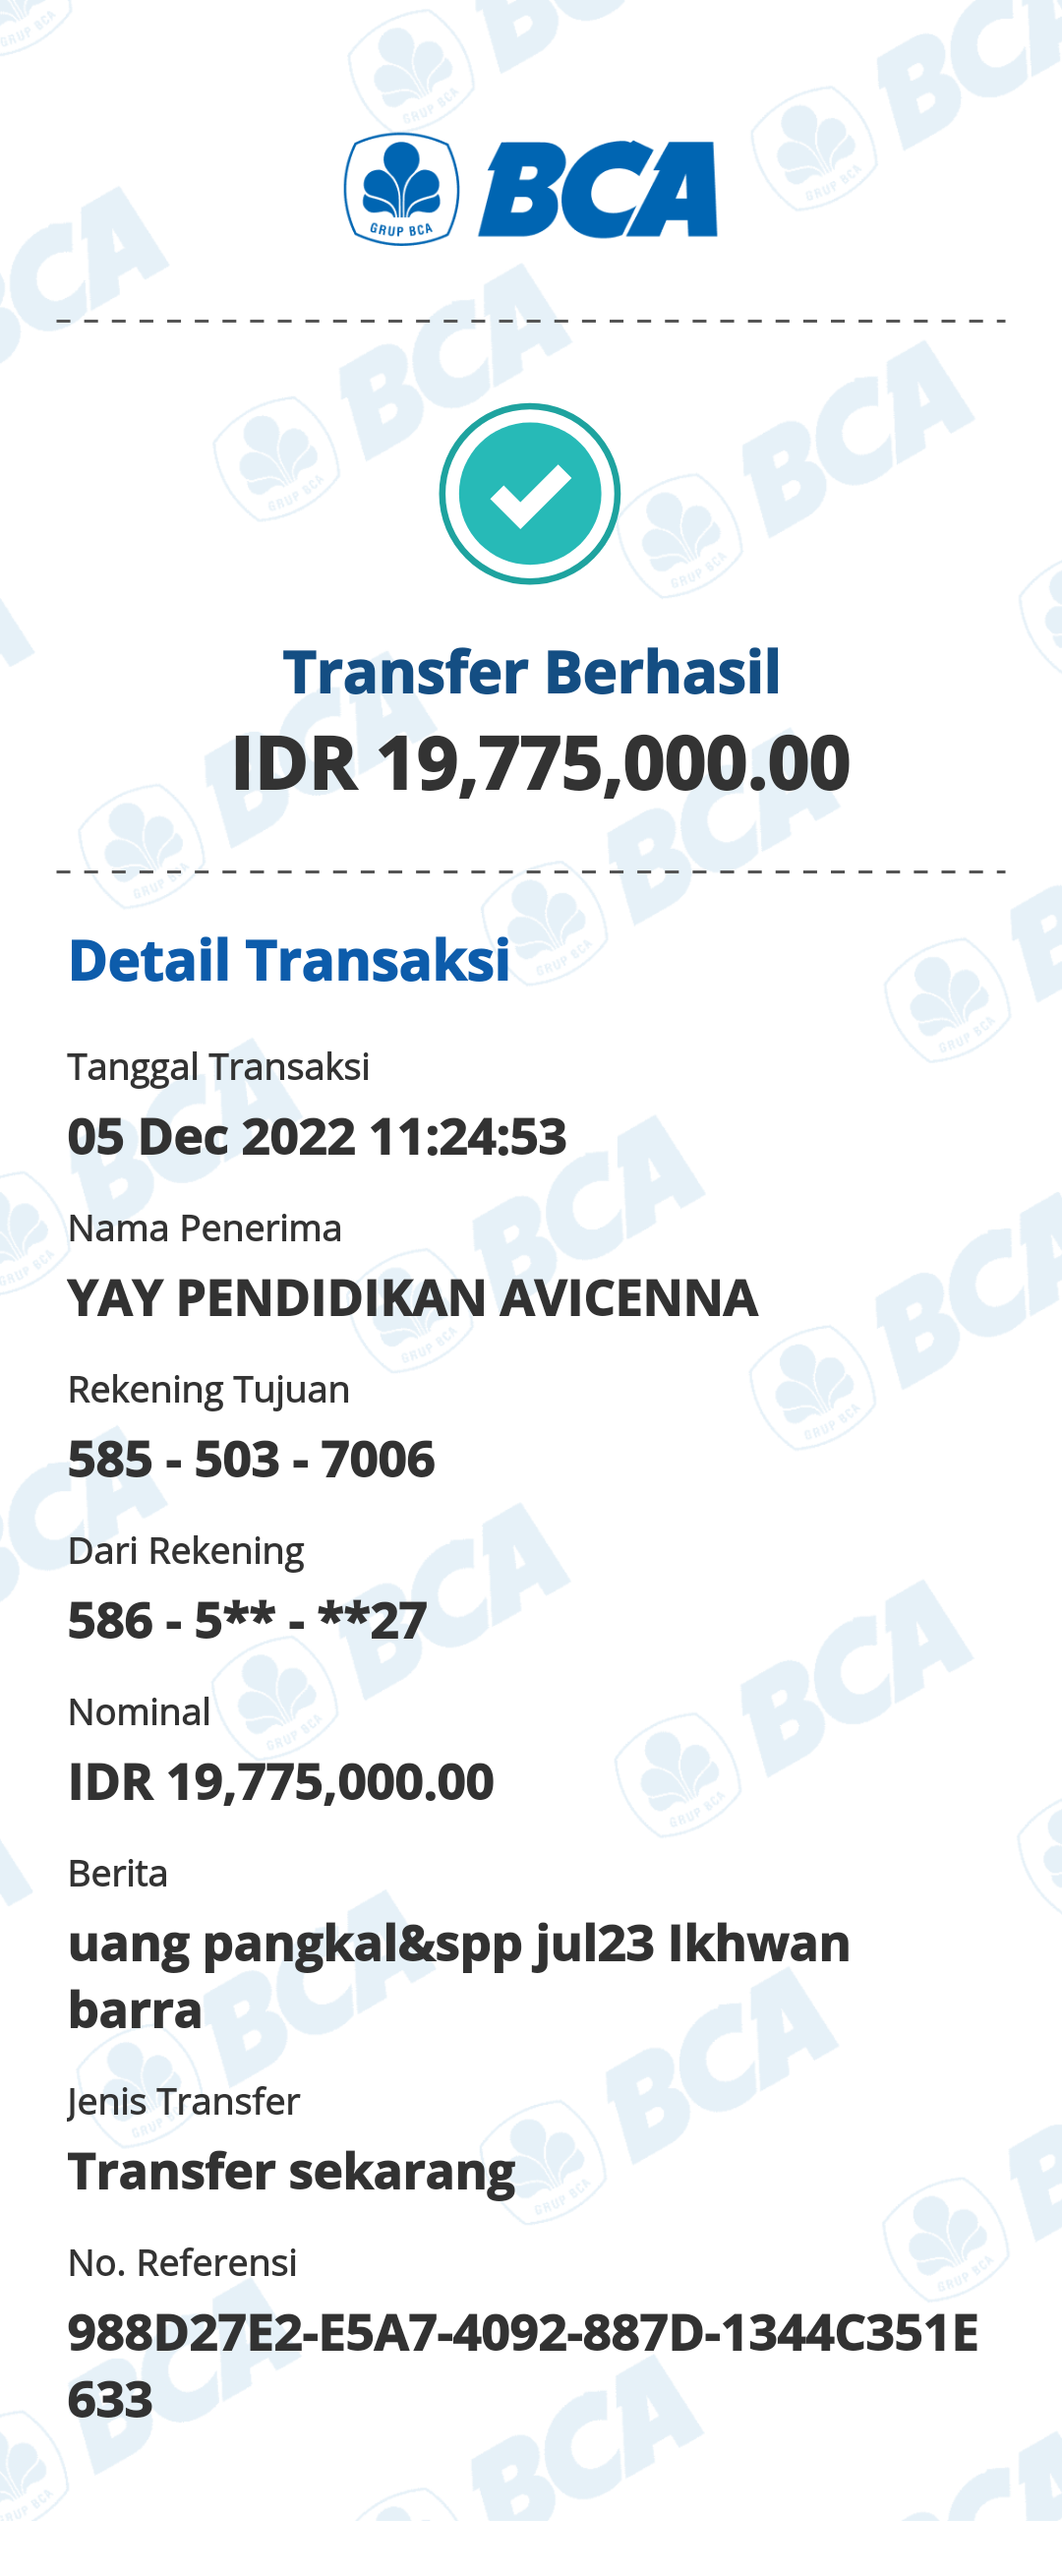 GRUP BCA
BCA
Transfer Berhasil
IDR 19,775,000.00
Detail Transaksi
Tanggal Transaksi
05 Dec 2022 11:24:53
Nama Penerima
YAY PENDIDIKAN AVICENNA
Rekening Tujuan
585 - 503 - 7006
Dari Rekening
586 - 5** - **27
Nominal
IDR 19,775,000.00
Berita
uang pangkal&spp jul23 Ikhwan
barra
Jenis Transfer
Transfer sekarang
No. Referensi
988D27E2-E5A7-4092-887D-1344C351E
633